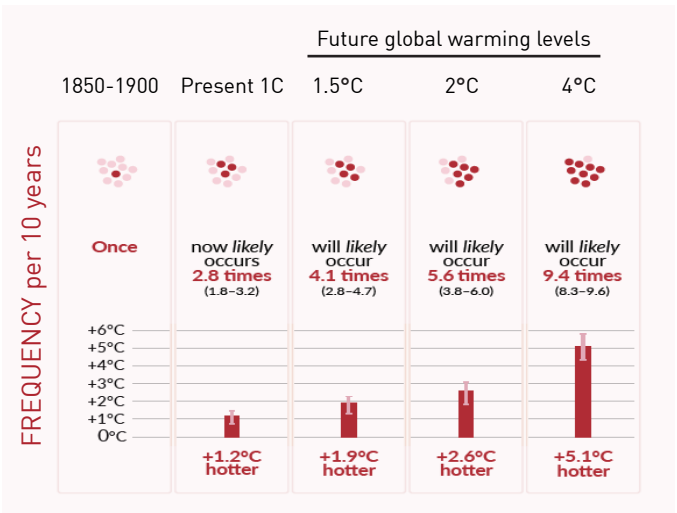 Future global warming levels
1850-1900 Present 1C 1.5°C 2°C 4°C
FREQUENCY per 10 years
Once
now likely
occurs
2.8 times
(1.8–3.2)
will likely
occur
4.1 times
(2.8–4.7)
will likely
occur
5.6 times
(3.8–6.0)
will likely
occur
9.4 times
(8.3–9.6)
+6°C
+5°C
+4°C
+3°C
+2°C
+1°C
0°C
+1.2°C
hotter
+1.9°C
hotter
+2.6°C
hotter
+5.1°C
hotter